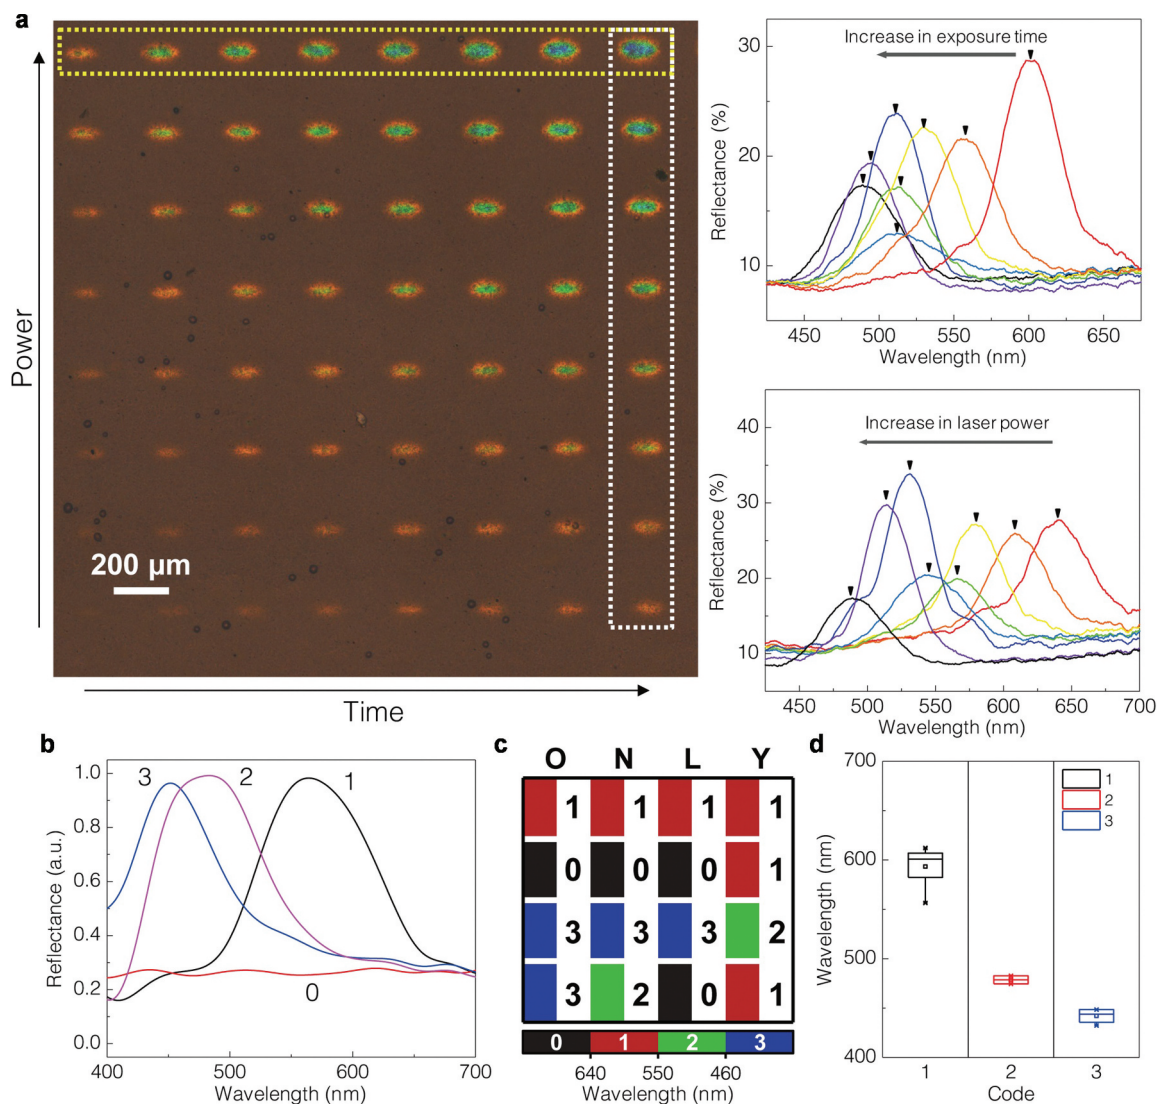 a
Power
200 μm
Time
Increase in exposure time
30
20
10
Reflectance (%)
450 500 550 600 650
Wavelength (nm)
Increase in laser power
40
30
20
10
Reflectance (%)
450 500 550 600 650 700
Wavelength (nm)
b
3 2 1
0
1.0
0.8
0.6
0.4
0.2
0.0
Reflectance (a.u.)
400 500 600 700
Wavelength (nm)
c
O N L Y
1 1 1 1
0 0 0 1
3 3 3 2
3 2 0 1
0 1 2 3
640 550 460
Wavelength (nm)
d
700
600
500
400
Wavelength (nm)
1
2
3
1 2 3
Code